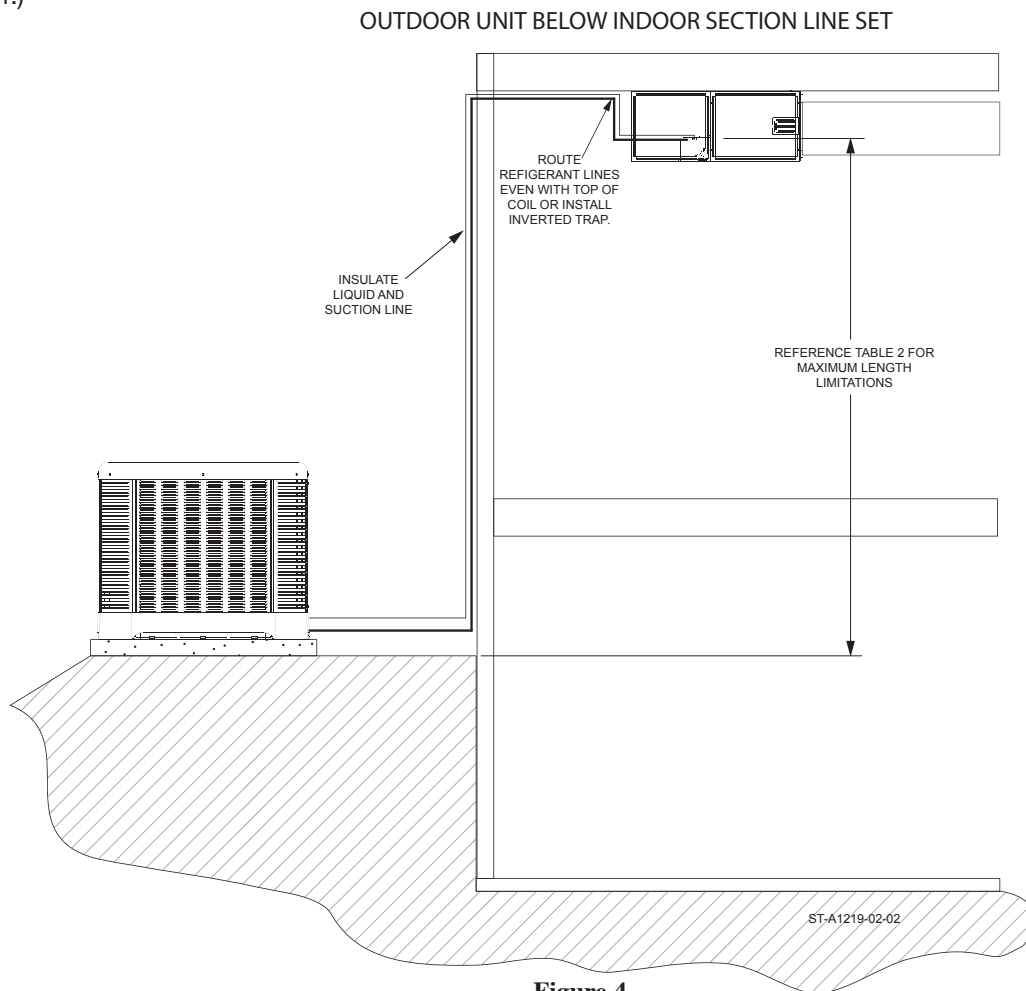 OUTDOOR UNIT BELOW INDOOR SECTION LINE SET
ROUTE
REFIGERANT LINES
EVEN WITH TOP OF
COIL OR INSTALL
INVERTED TRAP.
INSULATE
LIQUID AND
SUCTION LINE
REFERENCE TABLE 2 FOR
MAXIMUM LENGTH
LIMITATIONS
ST-A1219-02-02
Figure 4